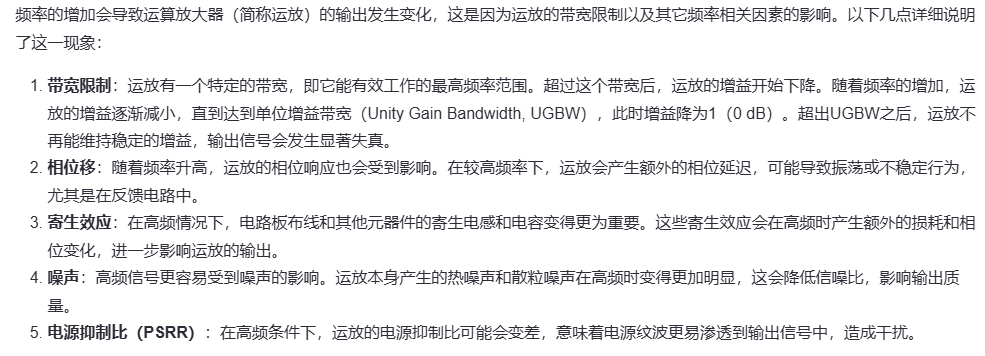 频率的增加会导致运算放大器（简称运放）的输出发生变化，这是因为运放的带宽限制以及其它频率相关因素的影响。以下几点详细说明
了这一现象：
1. 带宽限制：运放有一个特定的带宽，即它能有效工作的最高频率范围。超过这个带宽后，运放的增益开始下降。随着频率的增加，运
放的增益逐渐减小，直到达到单位增益带宽（Unity Gain Bandwidth, UGBW），此时增益降为1（0 dB）。超出UGBW之后，运放不
再能维持稳定的增益，输出信号会发生显著失真。
2. 相位移：随着频率升高，运放的相位响应也会受到影响。在较高频率下，运放会产生额外的相位延迟，可能导致振荡或不稳定行为，
尤其是在反馈电路中。
3. 寄生效应：在高频情况下，电路板布线和其他元器件的寄生电感和电容变得更为重要。这些寄生效应会在高频时产生额外的损耗和相
位变化，进一步影响运放的输出。
4. 噪声：高频信号更容易受到噪声的影响。运放本身产生的热噪声和散粒噪声在高频时变得更加明显，这会降低信噪比，影响输出质
量。
5. 电源抑制比（PSRR）：在高频条件下，运放的电源抑制比可能会变差，意味着电源纹波更易渗透到输出信号中，造成干扰。